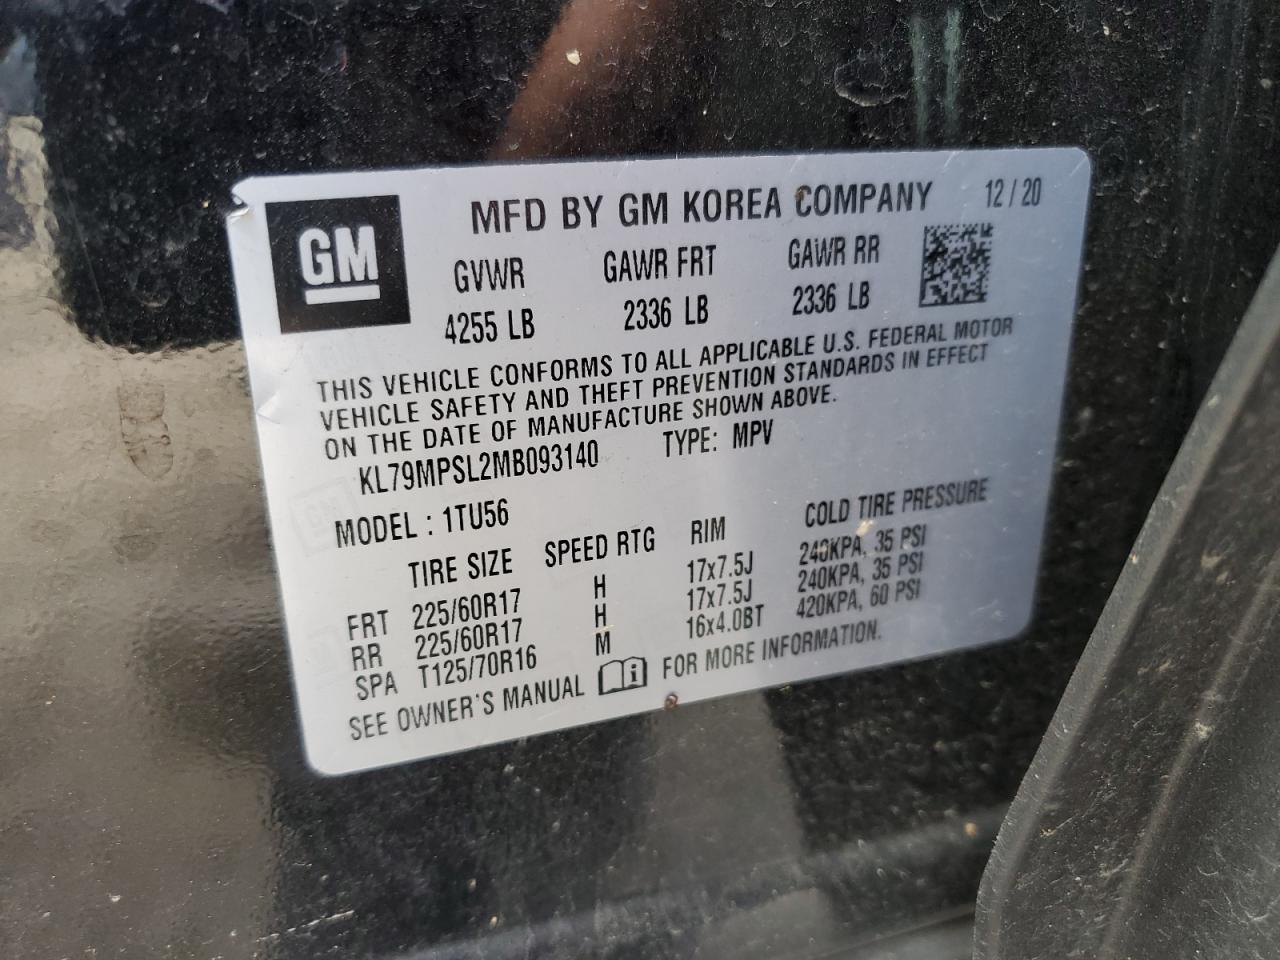 GM
MFD BY GM KOREA COMPANY 12/20
GVWR GAWR FRT GAWR RR
4255 LB 2336 LB 2336 LB
THIS VEHICLE CONFORMS TO ALL APPLICABLE U.S. FEDERAL MOTOR
VEHICLE SAFETY AND THEFT PREVENTION STANDARDS IN EFFECT
ON THE DATE OF MANUFACTURE SHOWN ABOVE.
KL79MPSL2MB093140 TYPE: MPV
MODEL : 1TU56
TIRE SIZE SPEED RTG RIM COLD TIRE PRESSURE
FRT 225/60R17 H 17x7.5J 240KPA, 35 PSI
RR 225/60R17 H 17x7.5J 240KPA, 35 PSI
SPA T125/70R16 M 16x4.0BT 420KPA, 60 PSI
SEE OWNER'S MANUAL i FOR MORE INFORMATION.